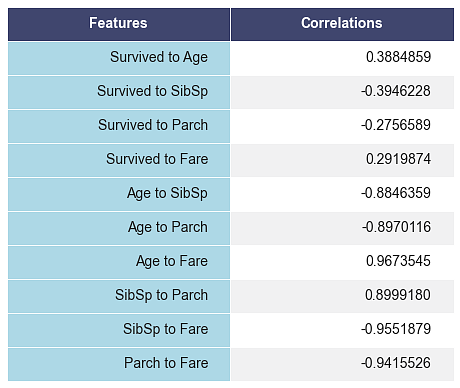 Features Correlations
Survived to Age 0.3884859
Survived to SibSp -0.3946228
Survived to Parch -0.2756589
Survived to Fare 0.2919874
Age to SibSp -0.8846359
Age to Parch -0.8970116
Age to Fare 0.9673545
SibSp to Parch 0.8999180
SibSp to Fare -0.9551879
Parch to Fare -0.9415526